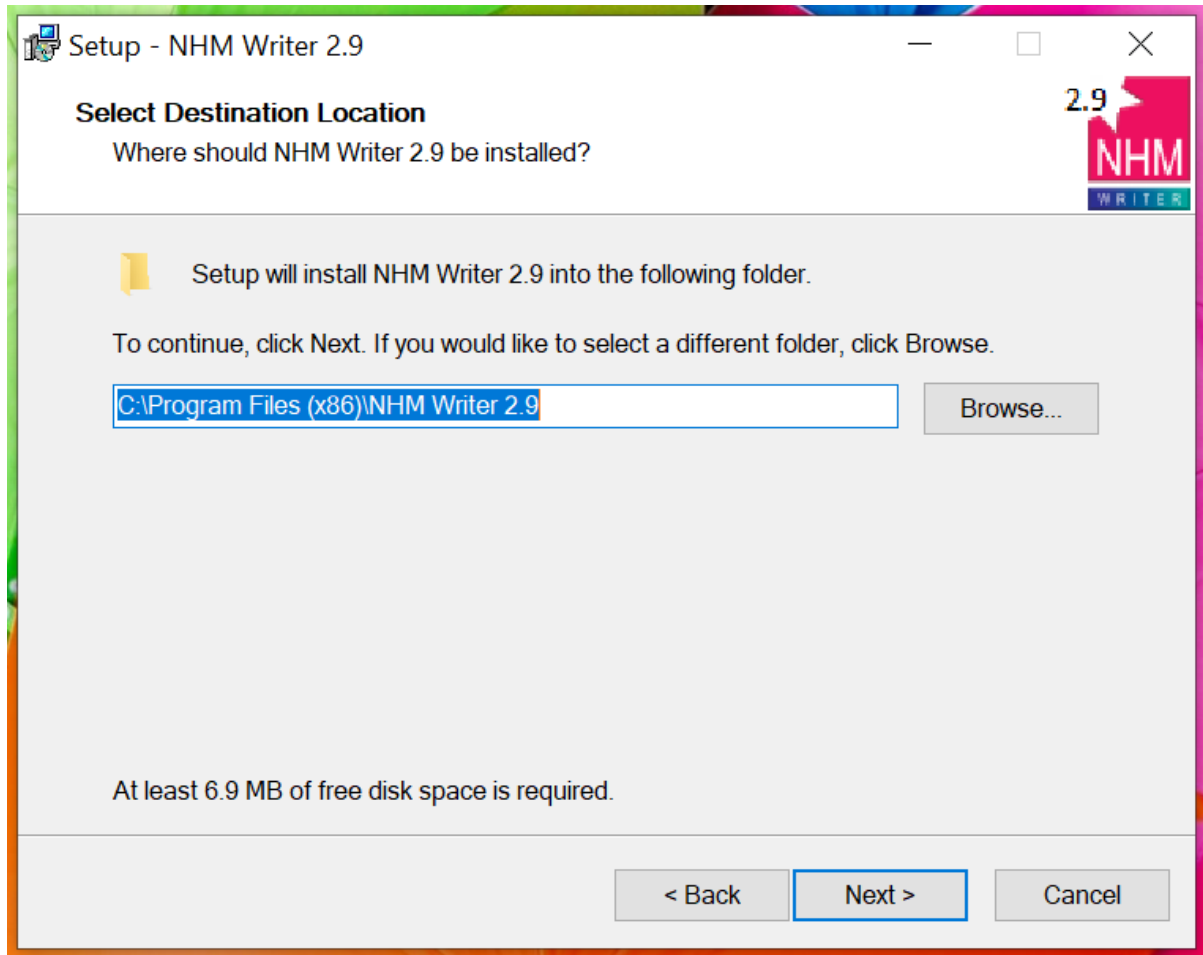 Setup - NHM Writer 2.9
Select Destination Location
Where should NHM Writer 2.9 be installed?
2.9
NHM
WRITER
Setup will install NHM Writer 2.9 into the following folder.
To continue, click Next. If you would like to select a different folder, click Browse.
C:\Program Files (x86)\NHM Writer 2.9
Browse...
At least 6.9 MB of free disk space is required.
< Back
Next >
Cancel